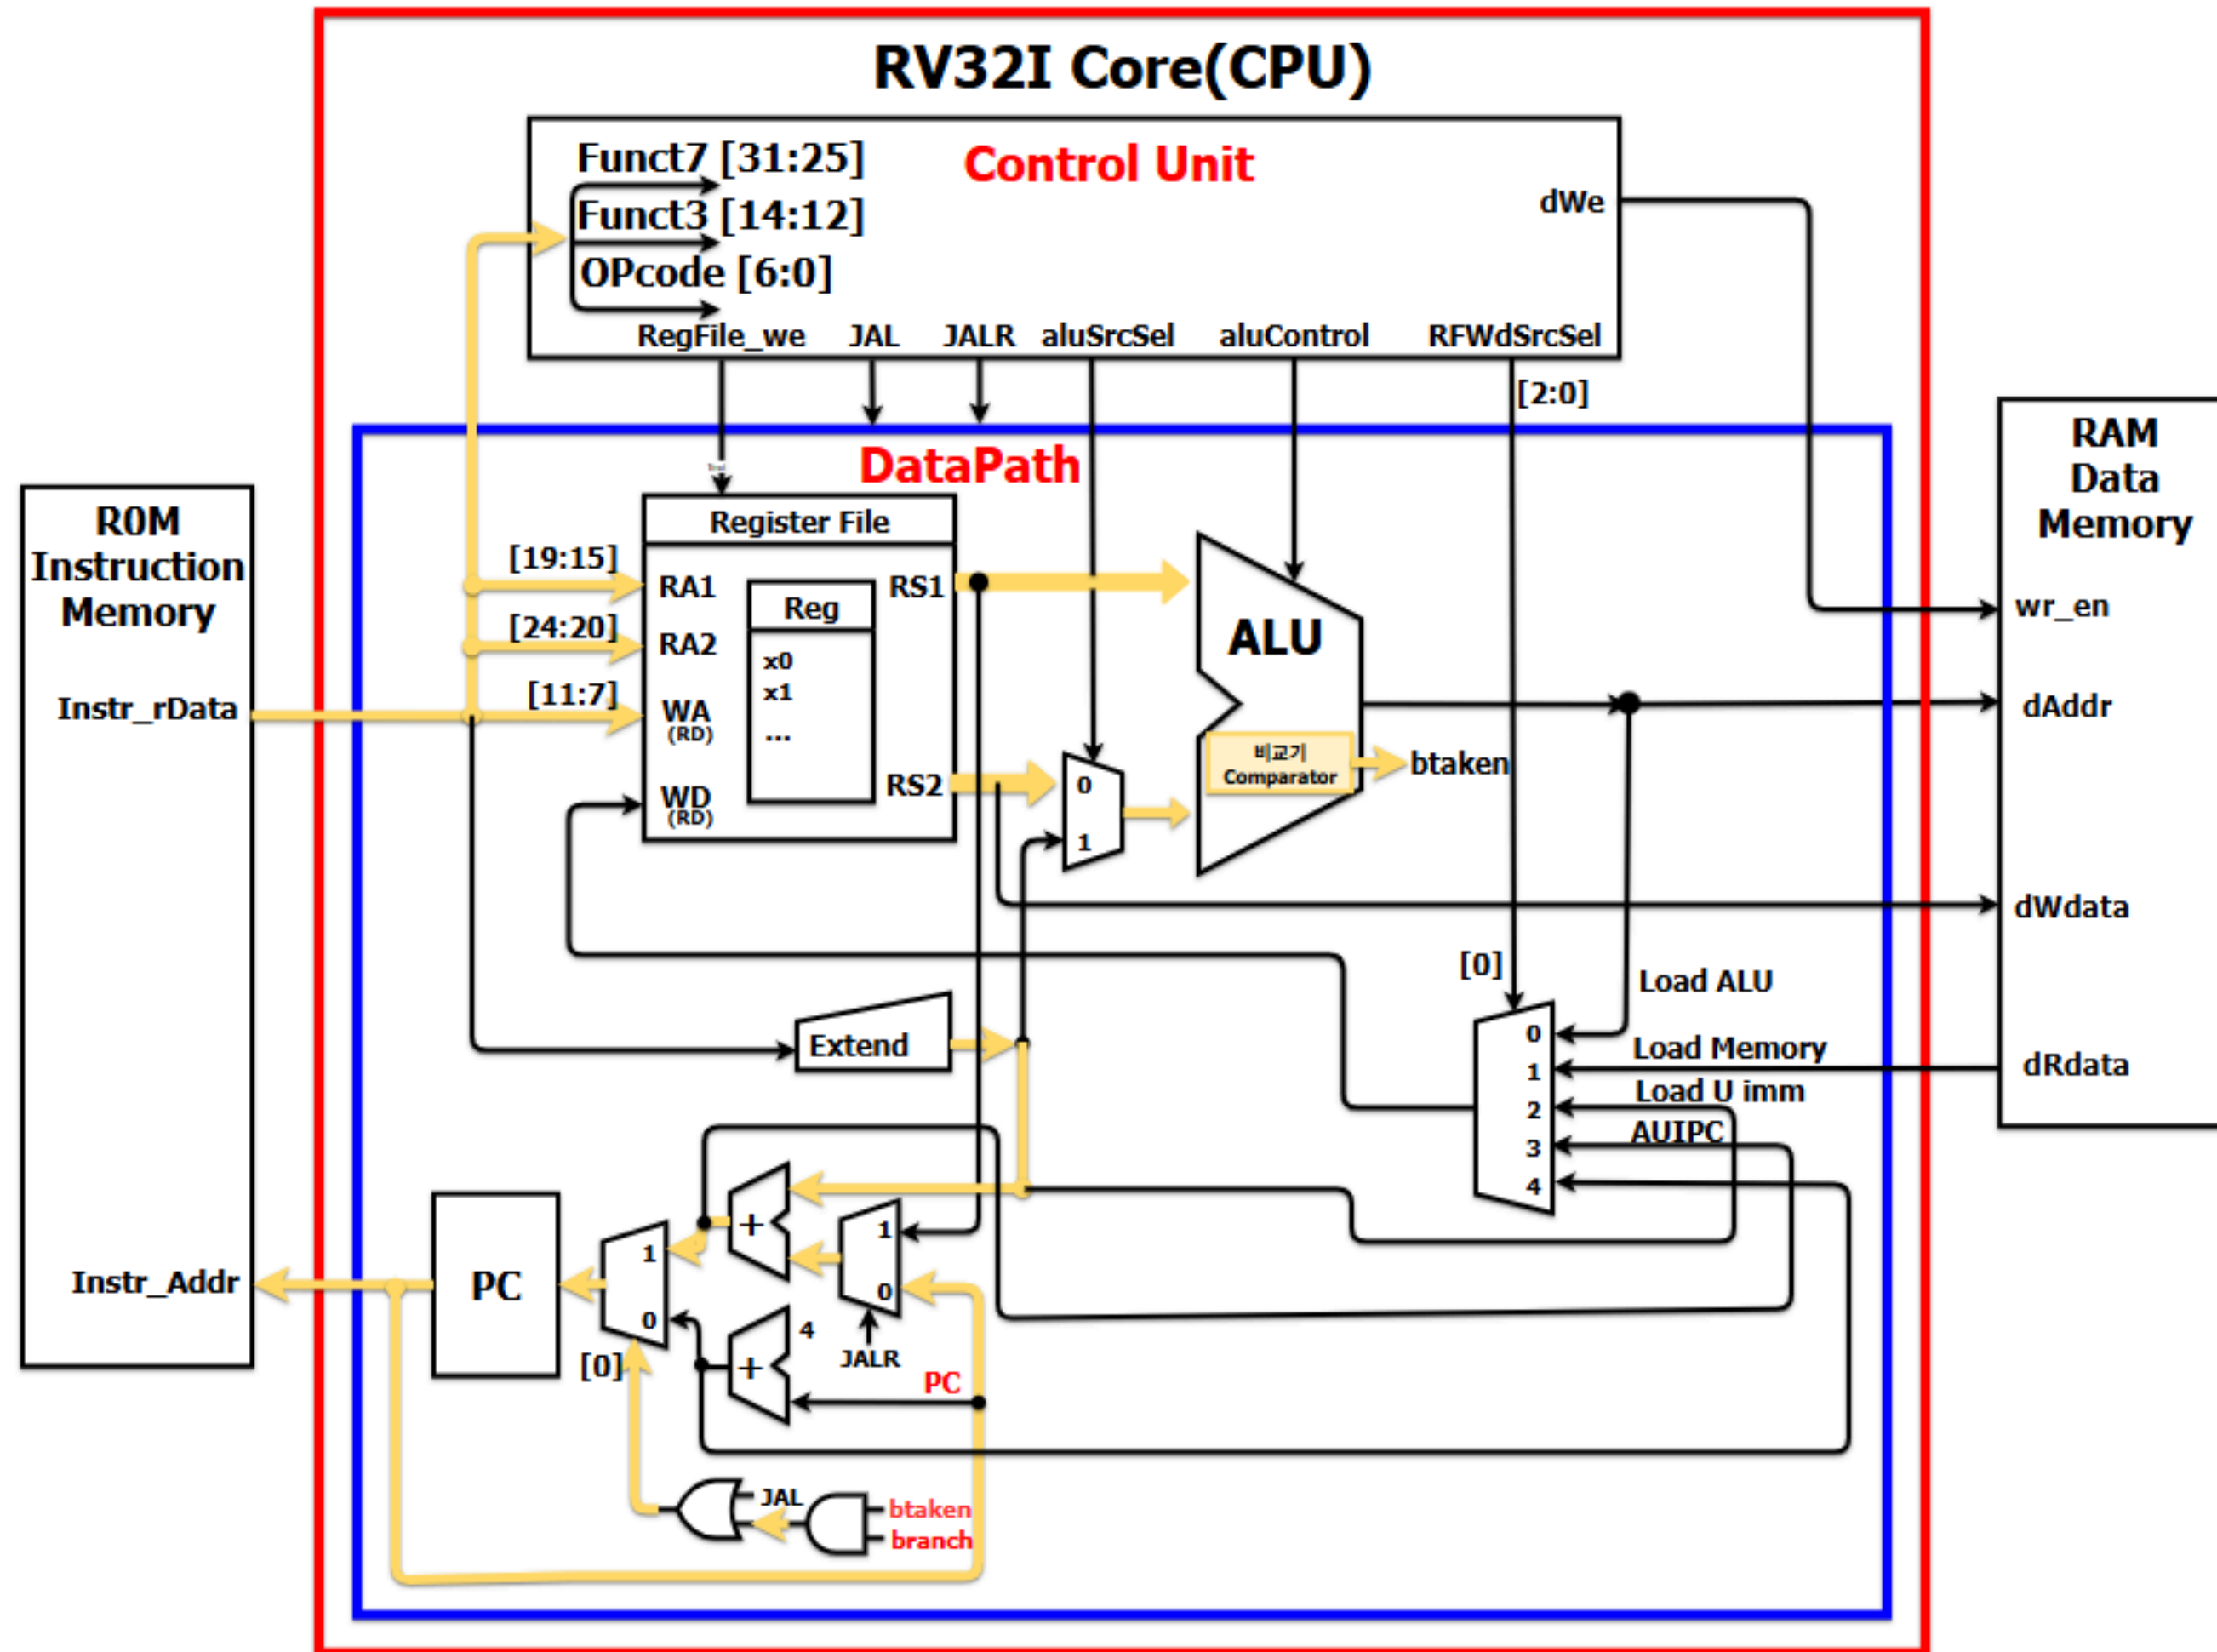 RV32I Core(CPU)
Control Unit
Funct7 [31:25]
Funct3 [14:12]
OPcode [6:0]
dWe
RegFile_we
JAL
JALR
aluSrcSel
aluControl
RFWdSrcSel
[2:0]
DataPath
R0M
Instruction
Memory
Instr_rData
Instr_Addr
[19:15]
[24:20]
[11:7]
Register File
RA1
RA2
WA
(RD)
WD
(RD)
Reg
x0
x1
...
RS1
RS2
0
1
ALU
비교기
Comparator
btaken
RAM
Data
Memory
wr_en
dAddr
dWdata
dRdata
[0]
Load ALU
Load Memory
Load U imm
AUIPC
0
1
2
3
4
Extend
PC
1
0
[0]
+
1
0
JALR
+
4
PC
JAL
btaken
branch